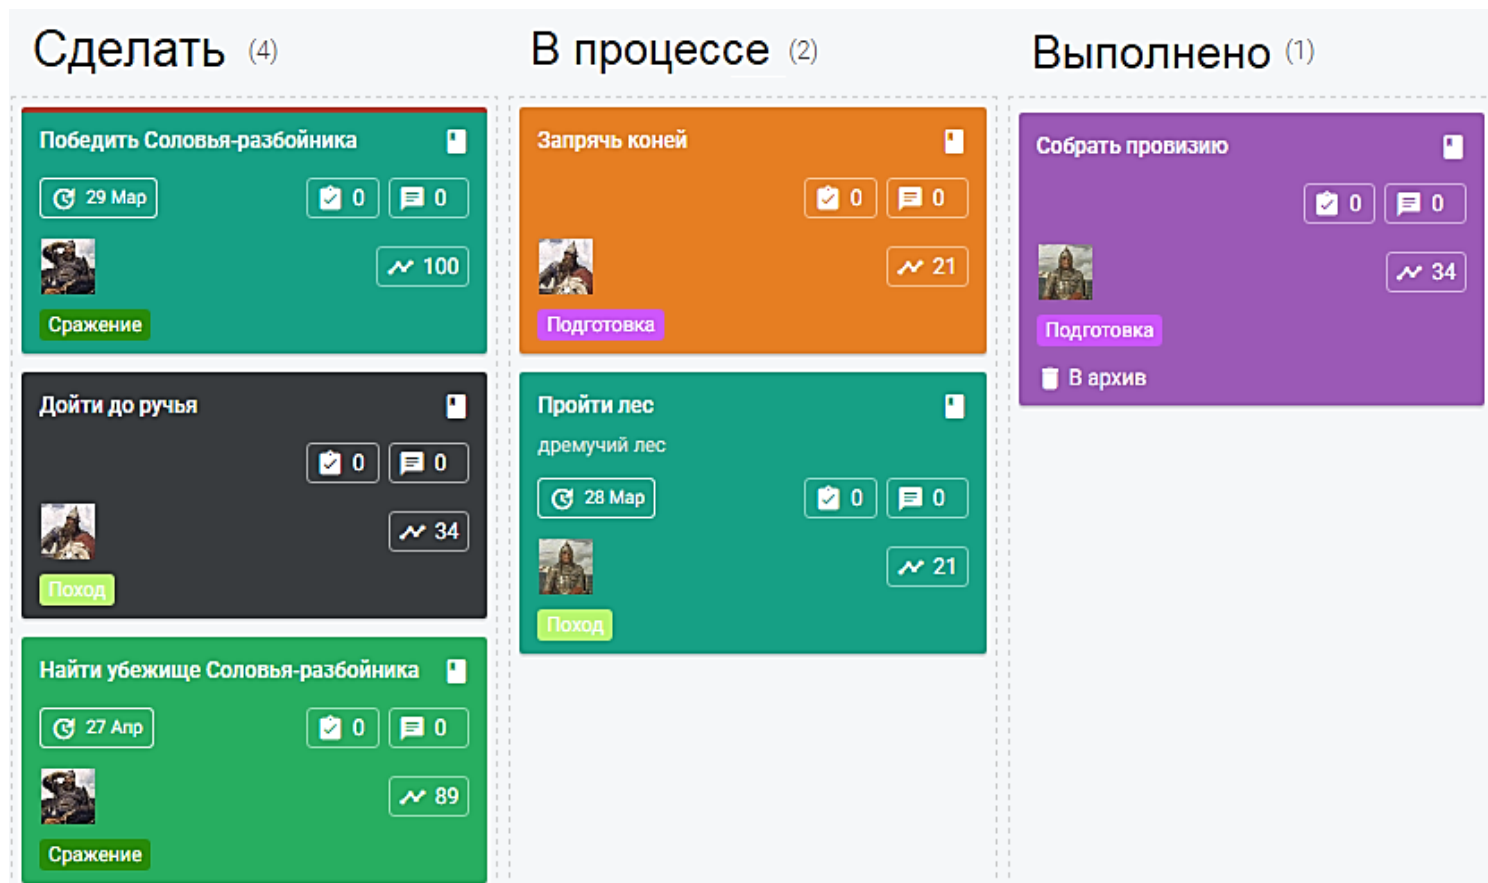 Сделать (4)
Победить Соловья-разбойника
29 Мар 0 0
100
Сражение
Дойти до ручья
0 0
34
Поход
Найти убежище Соловья-разбойника
27 Апр 0 0
89
Сражение
В процессе (2)
Запрячь коней
0 0
21
Подготовка
Пройти лес
дремучий лес
28 Мар 0 0
21
Поход
Выполнено (1)
Собрать провизию
0 0
34
Подготовка
В архив